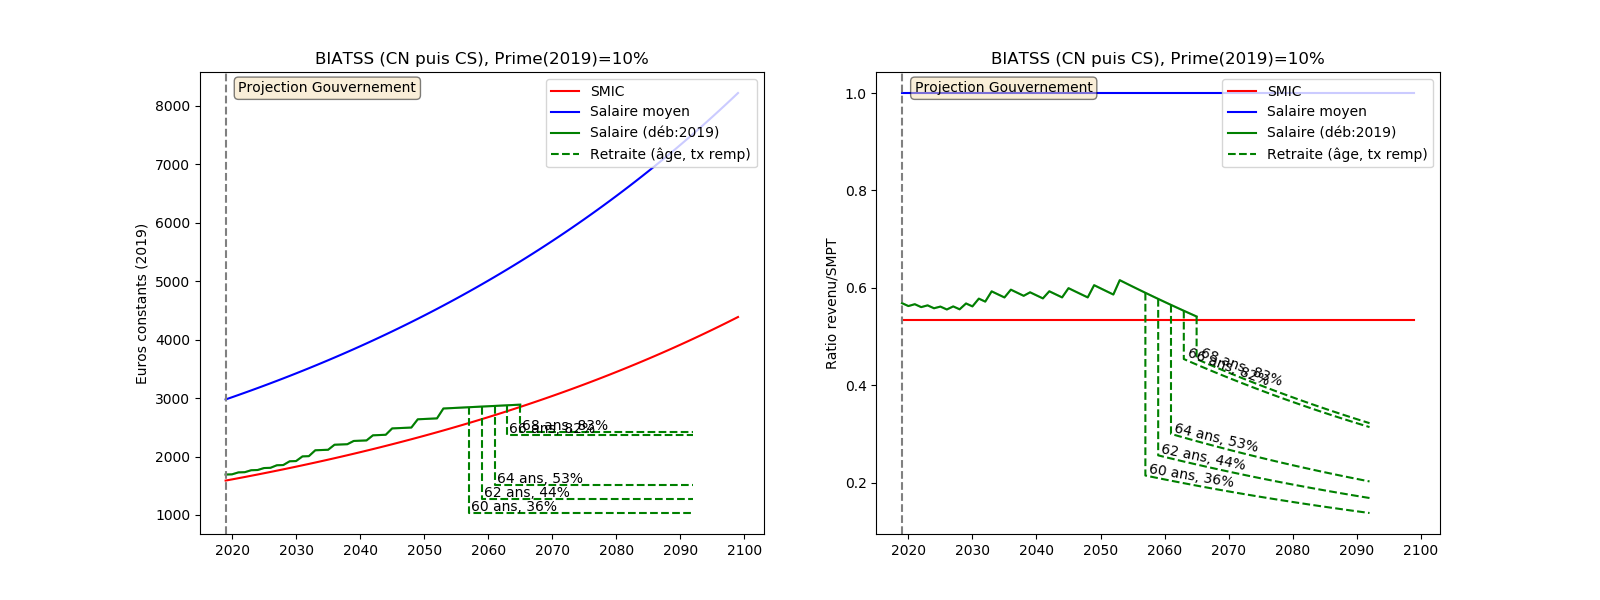 BIATSS (CN puis CS), Prime(2019)=10%
Projection Gouvernement
SMIC
Salaire moyen
Salaire (déb:2019)
Retraite (âge, tx remp)
Euros constants (2019)
8000
7000
6000
5000
4000
3000
2000
1000
68 ans, 83%
66 ans, 82%
64 ans, 53%
62 ans, 44%
60 ans, 36%
2020 2030 2040 2050 2060 2070 2080 2090 2100
BIATSS (CN puis CS), Prime(2019)=10%
Projection Gouvernement
SMIC
Salaire moyen
Salaire (déb:2019)
Retraite (âge, tx remp)
Ratio revenu/SMPT
1.0
0.8
0.6
0.4
0.2
68 ans, 83%
66 ans, 82%
64 ans, 53%
62 ans, 44%
60 ans, 36%
2020 2030 2040 2050 2060 2070 2080 2090 2100